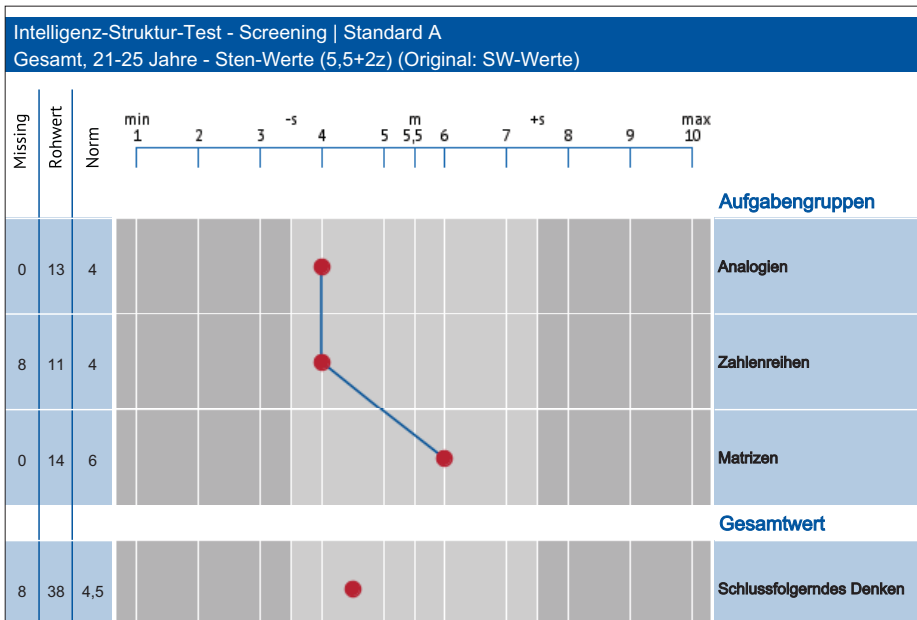 Intelligenz-Struktur-Test - Screening | Standard A
Gesamt, 21-25 Jahre - Sten-Werte (5,5+2z) (Original: SW-Werte)
Missing Rohwert Norm
min -s m +s max
1 2 3 4 5 5,5 6 7 8 9 10
Aufgabengruppen
0 13 4 Analogien
8 11 4 Zahlenreihen
0 14 6 Matrizen
Gesamtwert
8 38 4,5 Schlussfolgerndes Denken